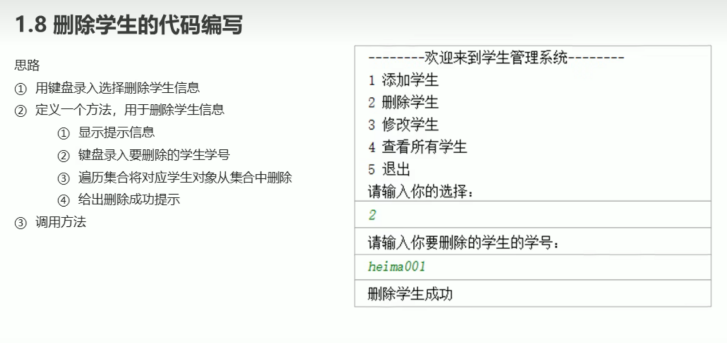 1.8 删除学生的代码编写
思路
① 用键盘录入选择删除学生信息
② 定义一个方法，用于删除学生信息
① 显示提示信息
② 键盘录入要删除的学生学号
③ 遍历集合将对应学生对象从集合中删除
④ 给出删除成功提示
③ 调用方法
--------欢迎来到学生管理系统--------
1 添加学生
2 删除学生
3 修改学生
4 查看所有学生
5 退出
请输入你的选择：
2
请输入你要删除的学生的学号：
heima001
删除学生成功